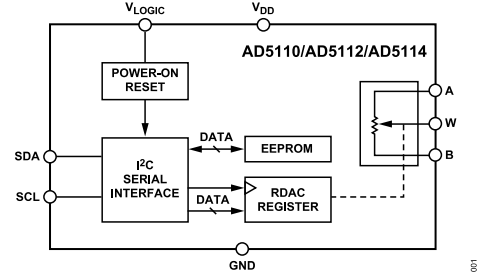 VLOGIC
VDD
AD5110/AD5112/AD5114
POWER-ON
RESET
A
W
B
DATA
EEPROM
SDA
SCL
I2C
SERIAL
INTERFACE
DATA
RDAC
REGISTER
GND
001